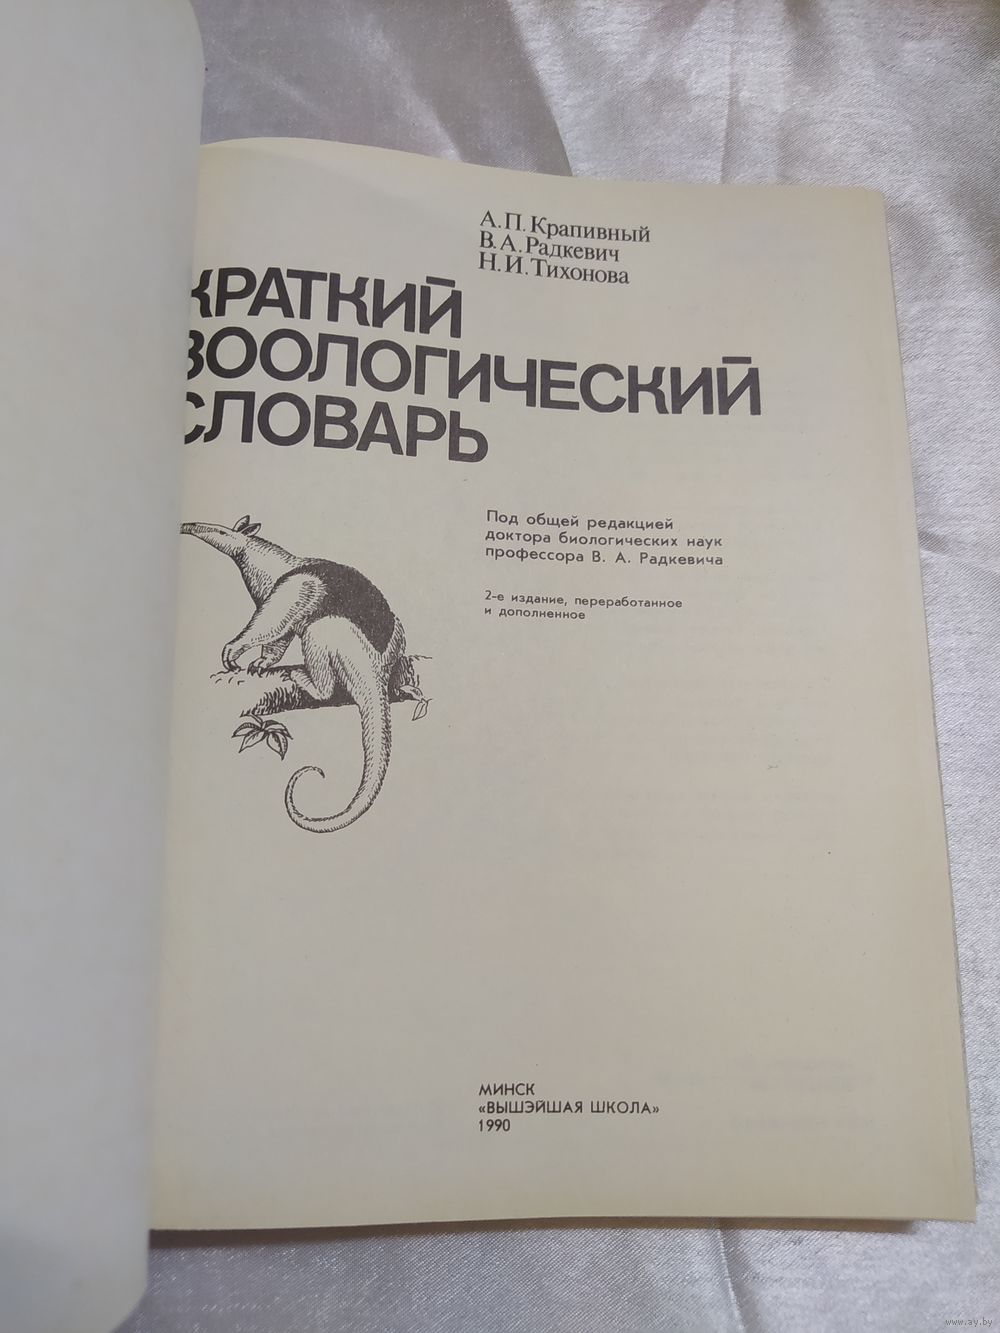 А. П. Крапивный
В. А. Радкевич
Н. И. Тихонова
КРАТКИЙ
ЗООЛОГИЧЕСКИЙ
СЛОВАРЬ
Под общей редакцией
доктора биологических наук
профессора В. А. Радкевича
2-е издание, переработанное
и дополненное
МИНСК
«ВЫШЭЙШАЯ ШКОЛА»
1990
www.ay.by